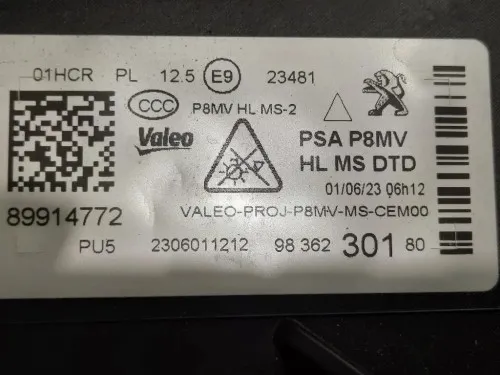 01HCR PL 12.5 E9 23481
CCC P8MV HL MS-2
Valeo PSA P8MV
HL MS DTD
01/06/23 06h12
89914772 VALEO-PROJ-P8MV-MS-CEM00
PU5 2306011212 98 362 301 80